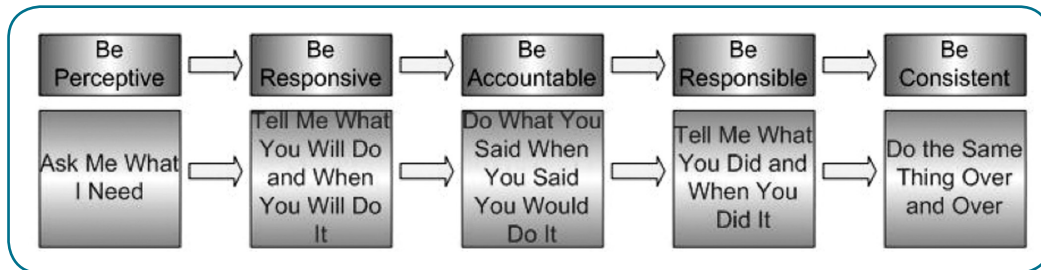 Be
Perceptive
Be
Responsive
Be
Accountable
Be
Responsible
Be
Consistent
Ask Me What
I Need
Tell Me What
You Will Do
and When
You Will Do
It
Do What You
Said When
You Said
You Would
Do It
Tell Me What
You Did and
When You
Did It
Do the Same
Thing Over
and Over